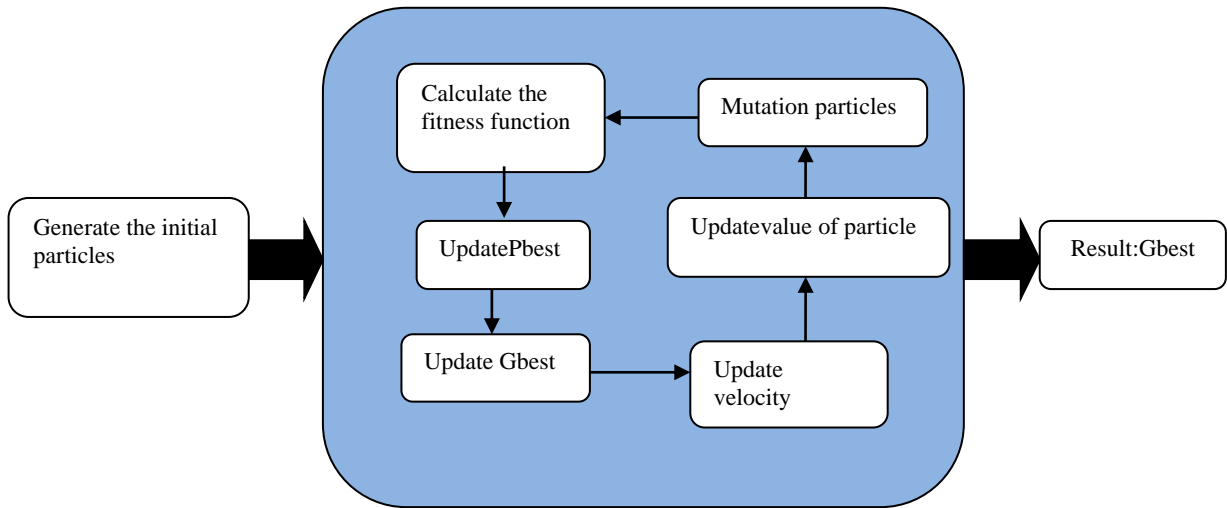 Generate the initial
particles
Calculate the
fitness function
UpdatePbest
Update Gbest
Update
velocity
Updatevalue of particle
Mutation particles
Result:Gbest